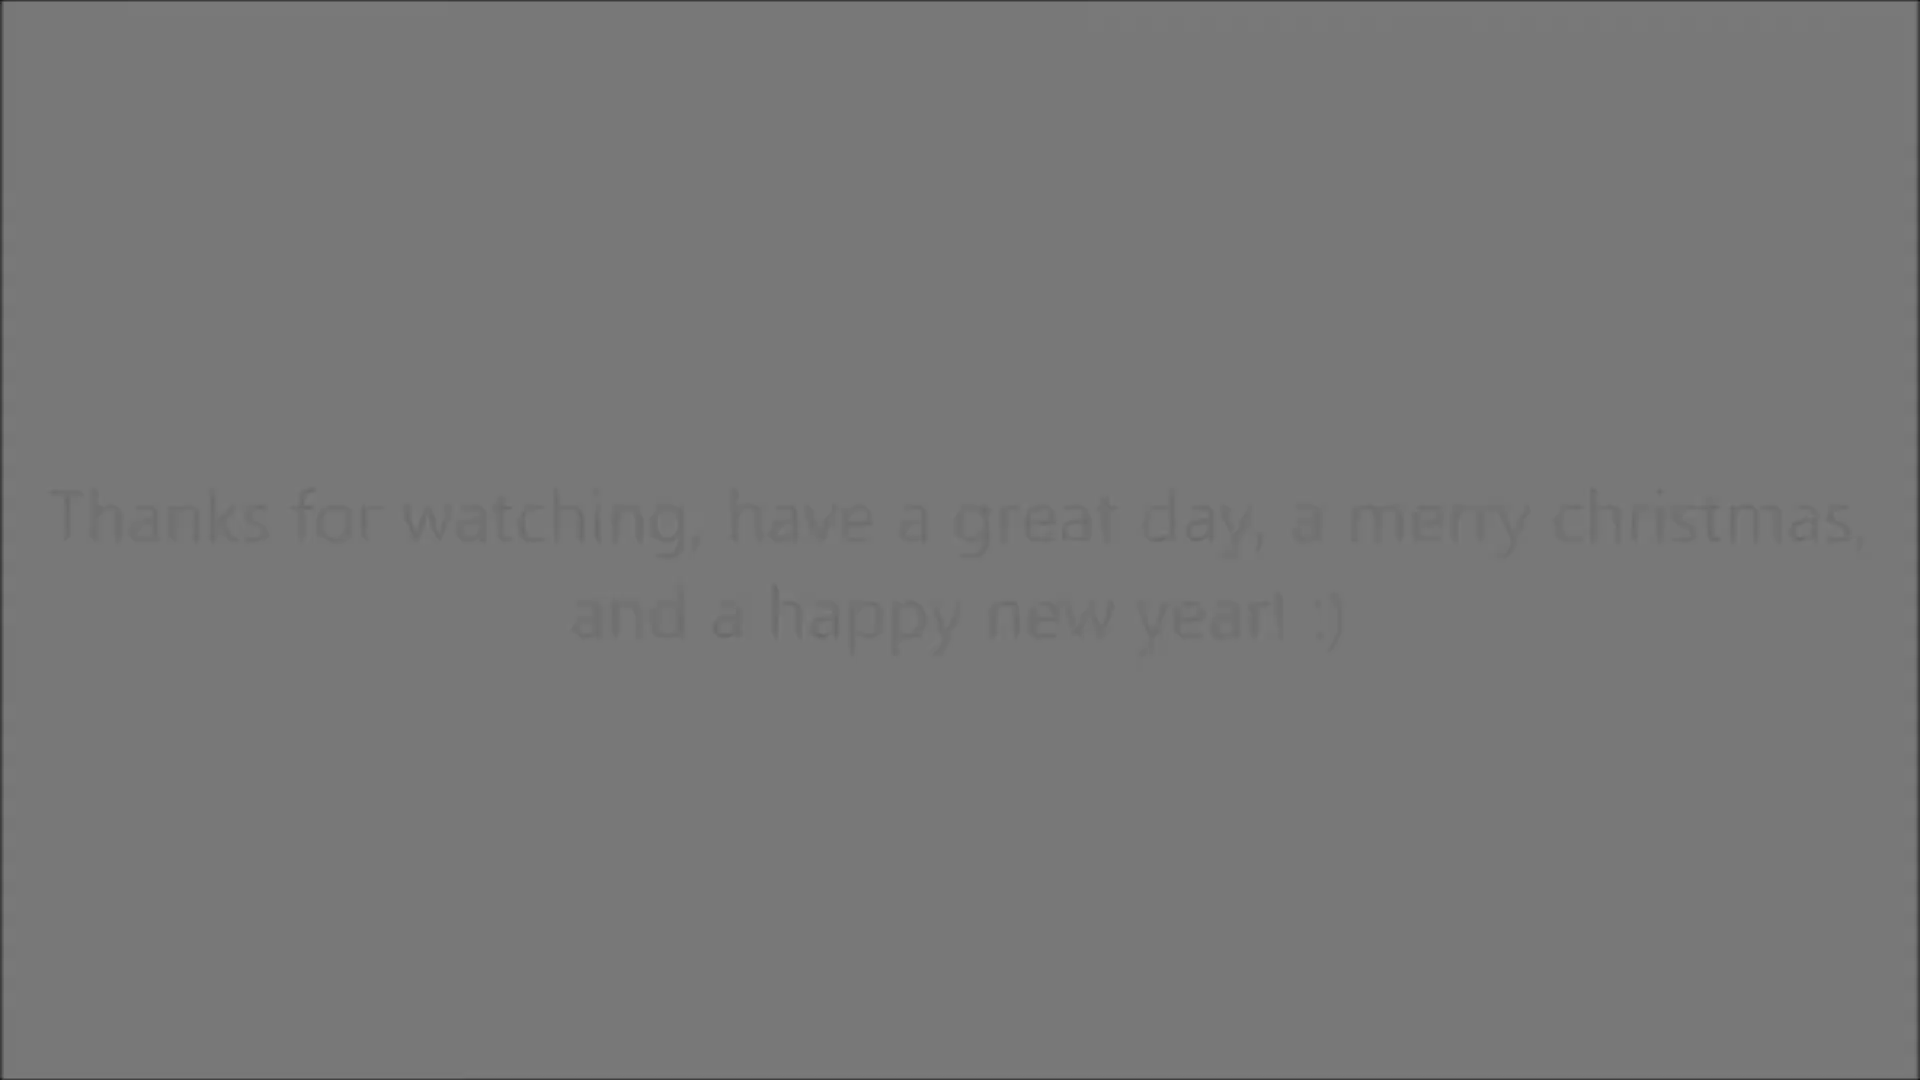 Thanks for watching, have a great day, a merry christmas,
and a happy new year! :)